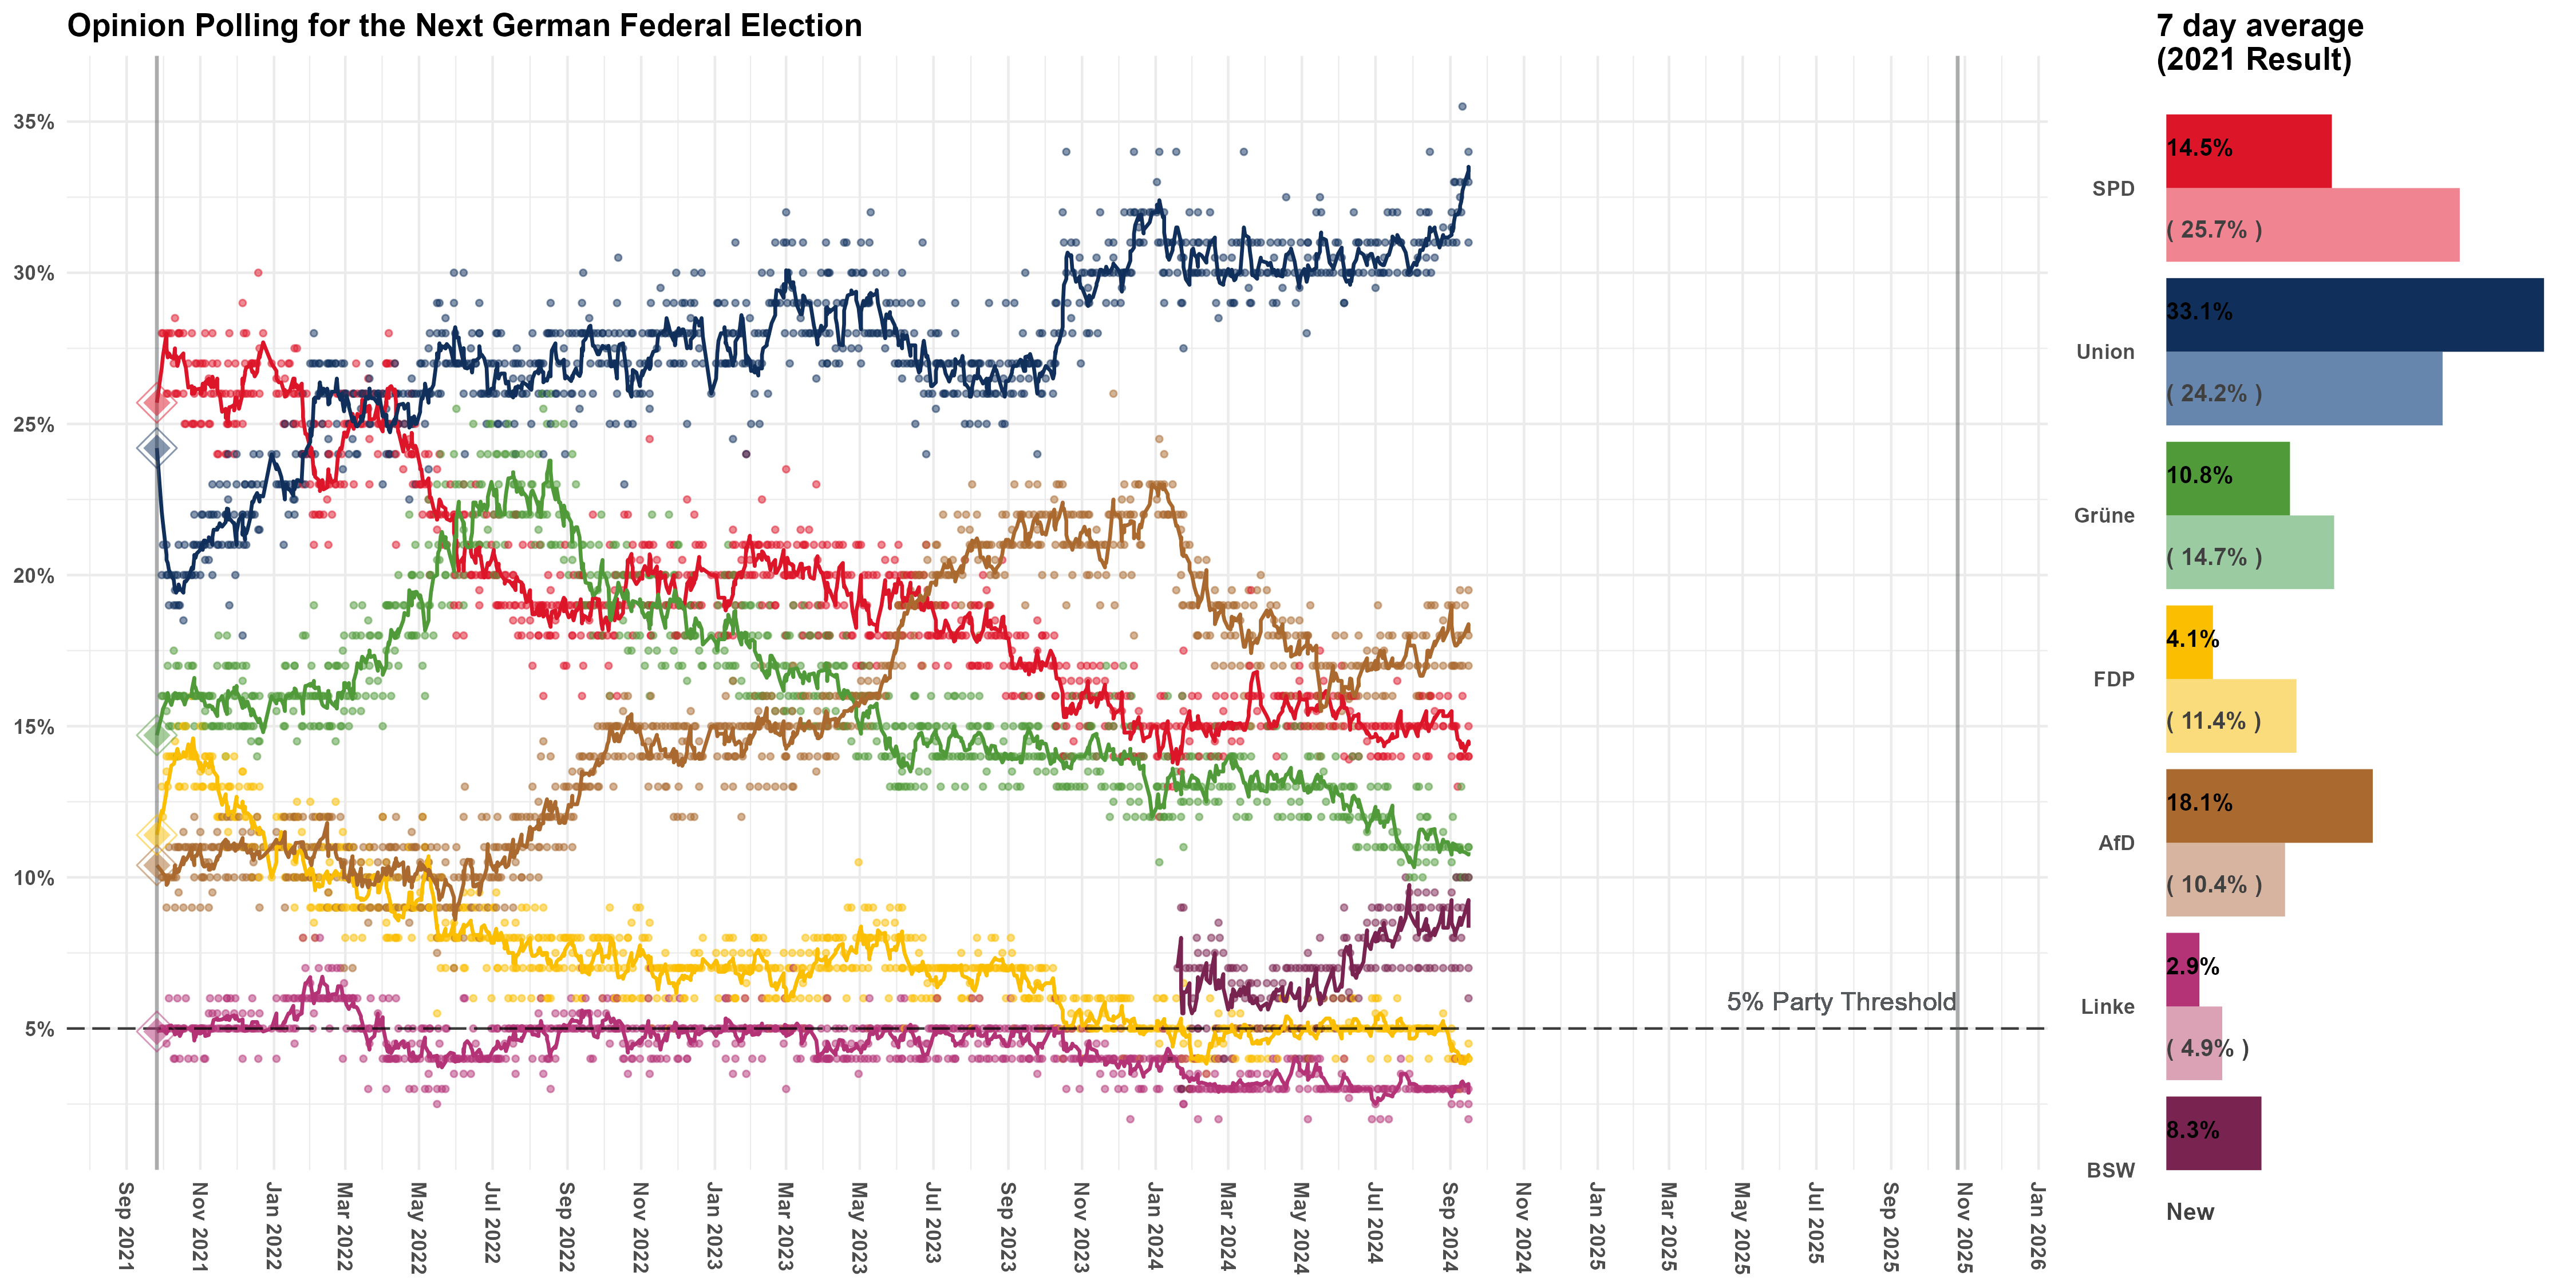 Opinion Polling for the Next German Federal Election
7 day average
(2021 Result)
35%
30%
25%
20%
15%
10%
5%
5% Party Threshold
Sep 2021
Nov 2021
Jan 2022
Mar 2022
May 2022
Jul 2022
Sep 2022
Nov 2022
Jan 2023
Mar 2023
May 2023
Jul 2023
Sep 2023
Nov 2023
Jan 2024
Mar 2024
May 2024
Jul 2024
Sep 2024
Nov 2024
Jan 2025
Mar 2025
May 2025
Jul 2025
Sep 2025
Nov 2025
Jan 2026
14.5%
SPD
( 25.7% )
33.1%
Union
( 24.2% )
10.8%
Grüne
( 14.7% )
4.1%
FDP
( 11.4% )
18.1%
AfD
( 10.4% )
2.9%
Linke
( 4.9% )
8.3%
BSW
New